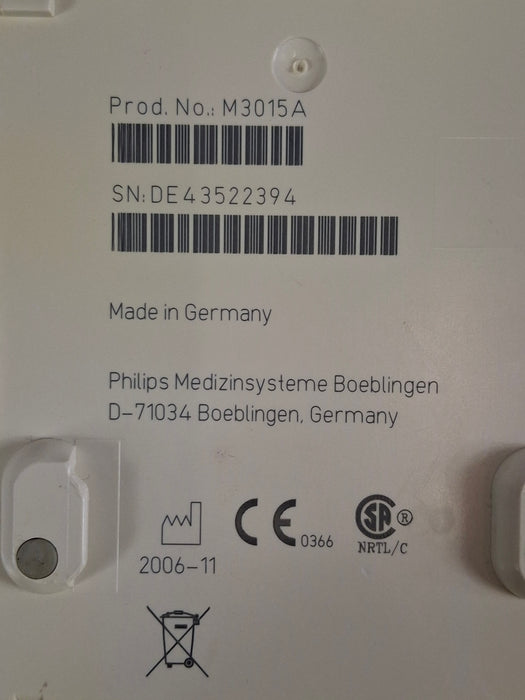 Prod. No.: M3015A
SN:DE43522394
Made in Germany
Philips Medizinsysteme Boeblingen
D-71034 Boeblingen, Germany
CE 0366
SA ®
NRTL/C
2006-11